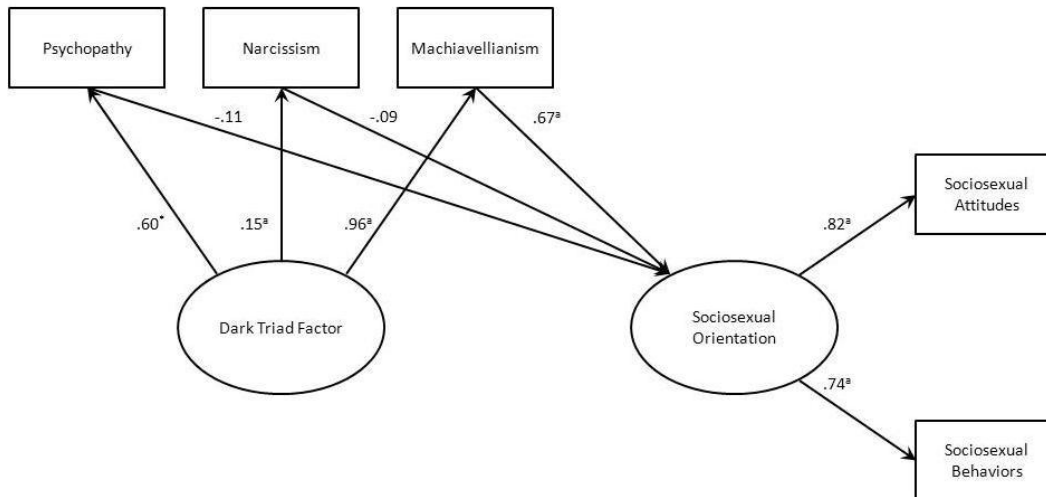 Psychopathy
Narcissism
Machiavellianism
-.11
-.09
.67ª
.60*
.15ª
.96ª
Sociosexual
Attitudes
.82ª
Dark Triad Factor
Sociosexual
Orientation
.74ª
Sociosexual
Behaviors